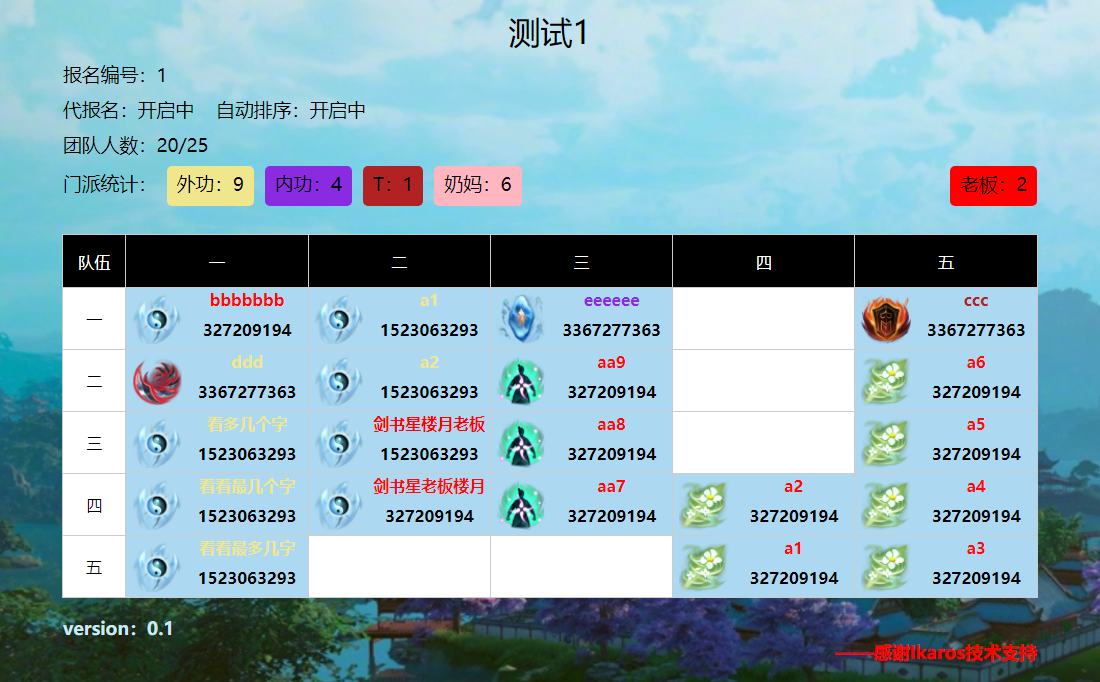 测试1
报名编号：1
代报名：开启中 自动排序：开启中
团队人数：20/25
门派统计： 外功：9 内功：4 T：1 奶妈：6 老板：2
队伍 一 二 三 四 五
一 bbbbbbb a1 eeeeee ccc
327209194 1523063293 3367277363 3367277363
二 ddd a2 aa9 a6
3367277363 1523063293 327209194 327209194
三 看多几个字 剑书星楼月老板 aa8 a5
1523063293 1523063293 327209194 327209194
四 看看最几个字 剑书星老板楼月 aa7 a2 a4
1523063293 327209194 327209194 327209194 327209194
五 看看最多几字 a1 a3
1523063293 327209194 327209194
version：0.1
——感谢Ikaros技术支持